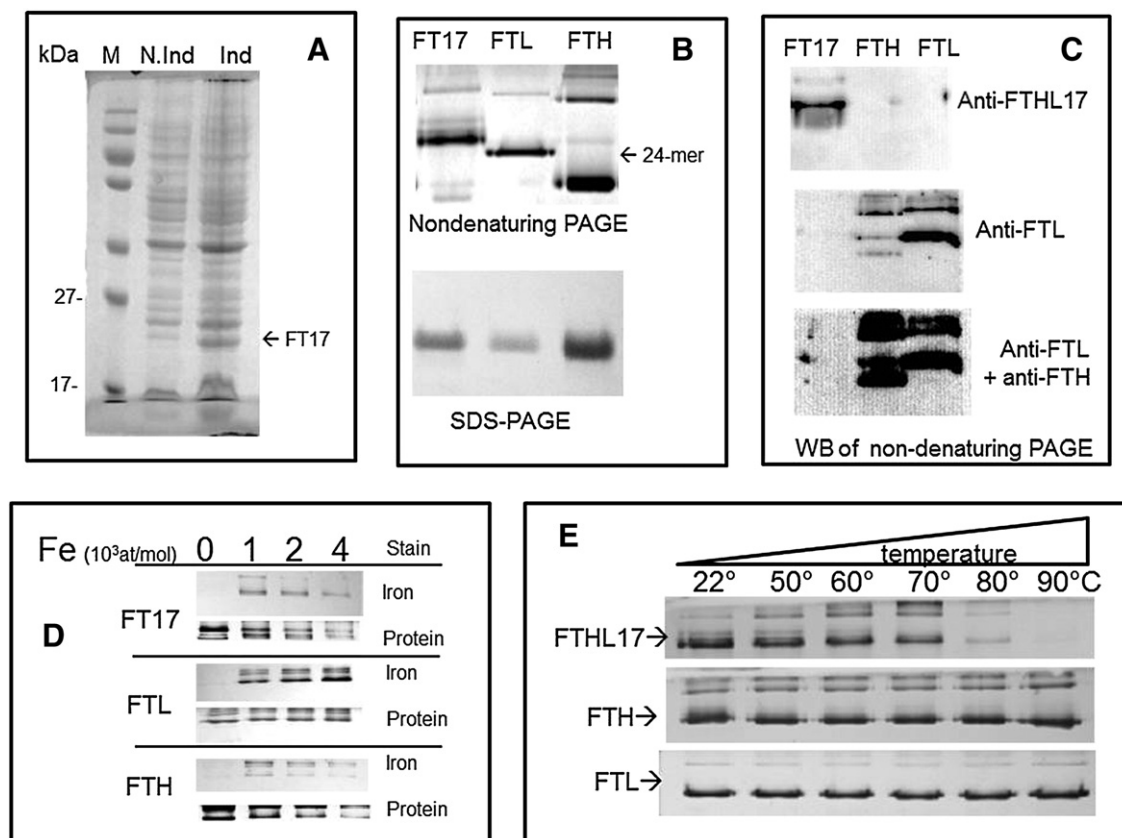 A
kDa M N.Ind Ind
27-
← FT17
17-
B
FT17 FTL FTH
← 24-mer
Nondenaturing PAGE
SDS-PAGE
C
FT17 FTH FTL
Anti-FTHL17
Anti-FTL
Anti-FTL
+ anti-FTH
WB of non-denaturing PAGE
D
Fe (10³at/mol) 0 1 2 4 Stain
Iron
FT17
Protein
Iron
FTL
Protein
Iron
FTH
Protein
E
temperature
22° 50° 60° 70° 80° 90°C
FTHL17→
FTH→
FTL→